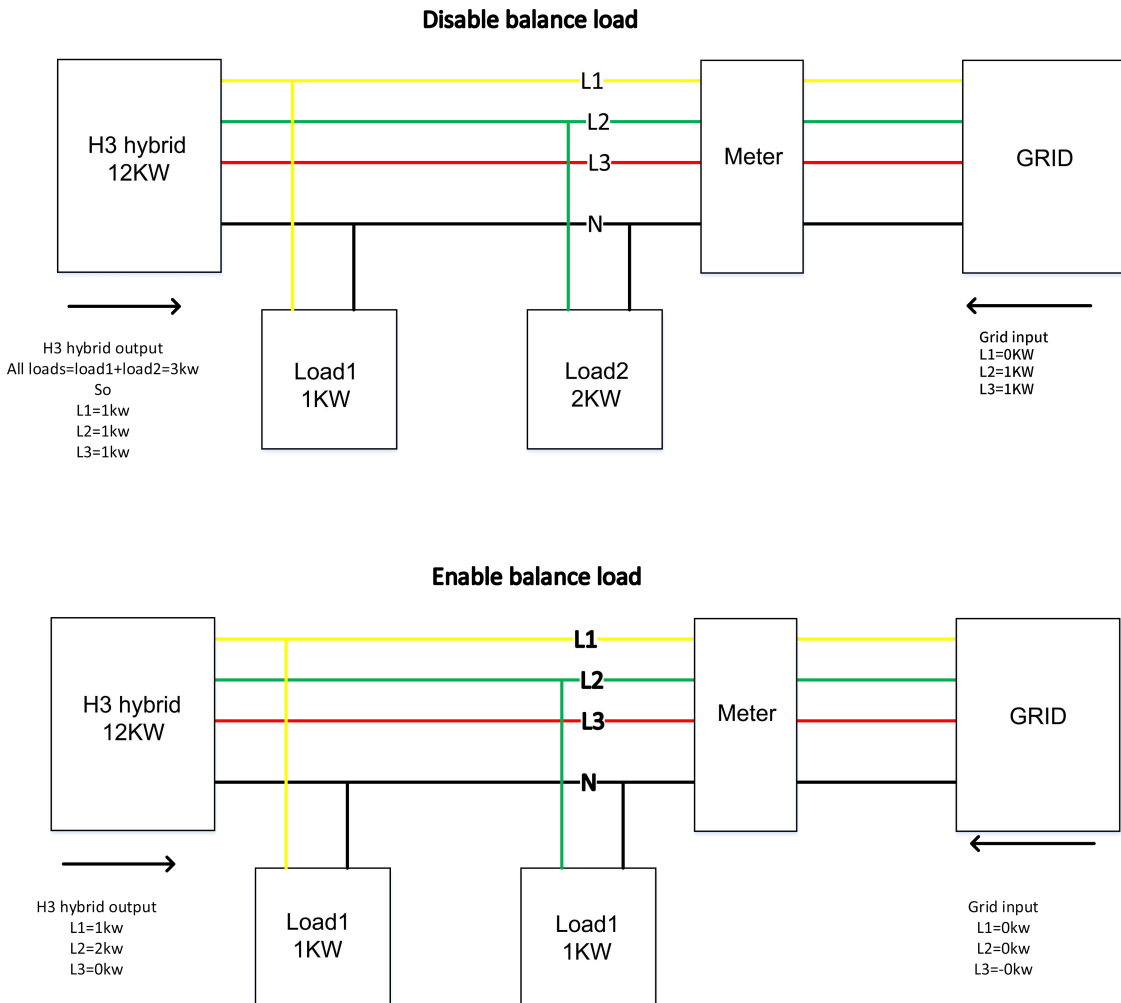 Disable balance load
L1
L2
L3
N
H3 hybrid
12KW
Meter
GRID
H3 hybrid output
All loads=load1+load2=3kw
So
L1=1kw
L2=1kw
L3=1kw
Load1
1KW
Load2
2KW
Grid input
L1=0KW
L2=1KW
L3=1KW
Enable balance load
L1
L2
L3
N
H3 hybrid
12KW
Meter
GRID
H3 hybrid output
L1=1kw
L2=2kw
L3=0kw
Load1
1KW
Load1
1KW
Grid input
L1=0kw
L2=0kw
L3=-0kw